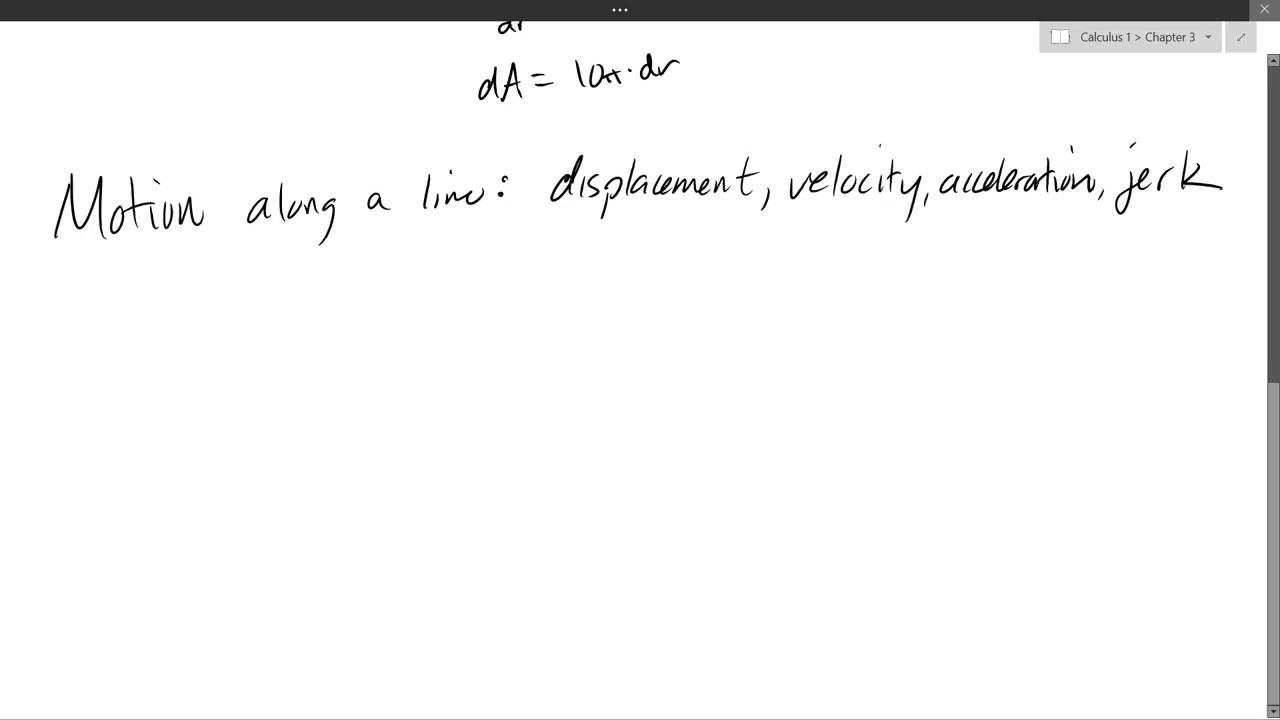 Calculus 1 > Chapter 3
dA = 10π · dr
Motion along a line: displacement, velocity, acceleration, jerk